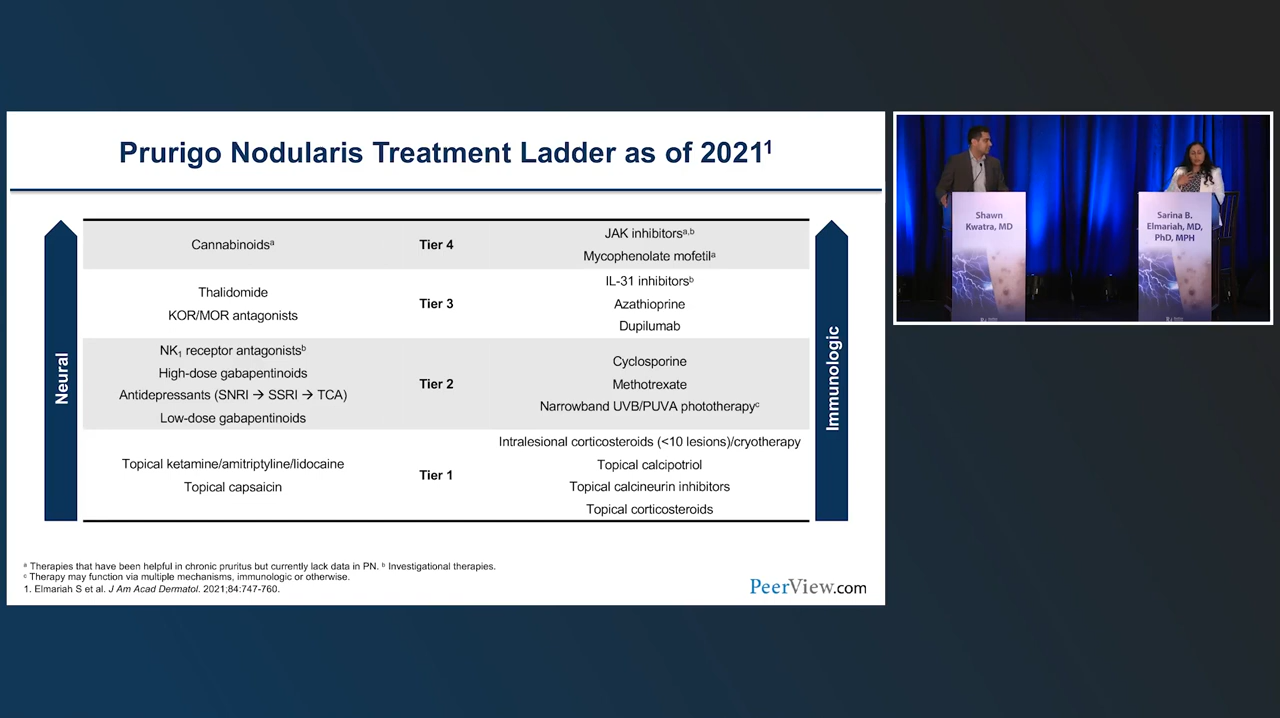 Prurigo Nodularis Treatment Ladder as of 2021¹
Neural
Immunologic
Cannabinoidsᵃ
Tier 4
JAK inhibitorsᵃ,ᵇ
Mycophenolate mofetilᵃ
Thalidomide
KOR/MOR antagonists
Tier 3
IL-31 inhibitorsᵇ
Azathioprine
Dupilumab
NK₁ receptor antagonistsᵇ
High-dose gabapentinoids
Antidepressants (SNRI → SSRI → TCA)
Low-dose gabapentinoids
Tier 2
Cyclosporine
Methotrexate
Narrowband UVB/PUVA phototherapyᶜ
Topical ketamine/amitriptyline/lidocaine
Topical capsaicin
Tier 1
Intralesional corticosteroids (<10 lesions)/cryotherapy
Topical calcipotriol
Topical calcineurin inhibitors
Topical corticosteroids
ᵃ Therapies that have been helpful in chronic pruritus but currently lack data in PN. ᵇ Investigational therapies.
ᶜ Therapy may function via multiple mechanisms, immunologic or otherwise.
1. Elmariah S et al. J Am Acad Dermatol. 2021;84:747-760.
PeerView.com
Shawn
Kwatra, MD
Sarina B.
Elmariah, MD,
PhD, MPH